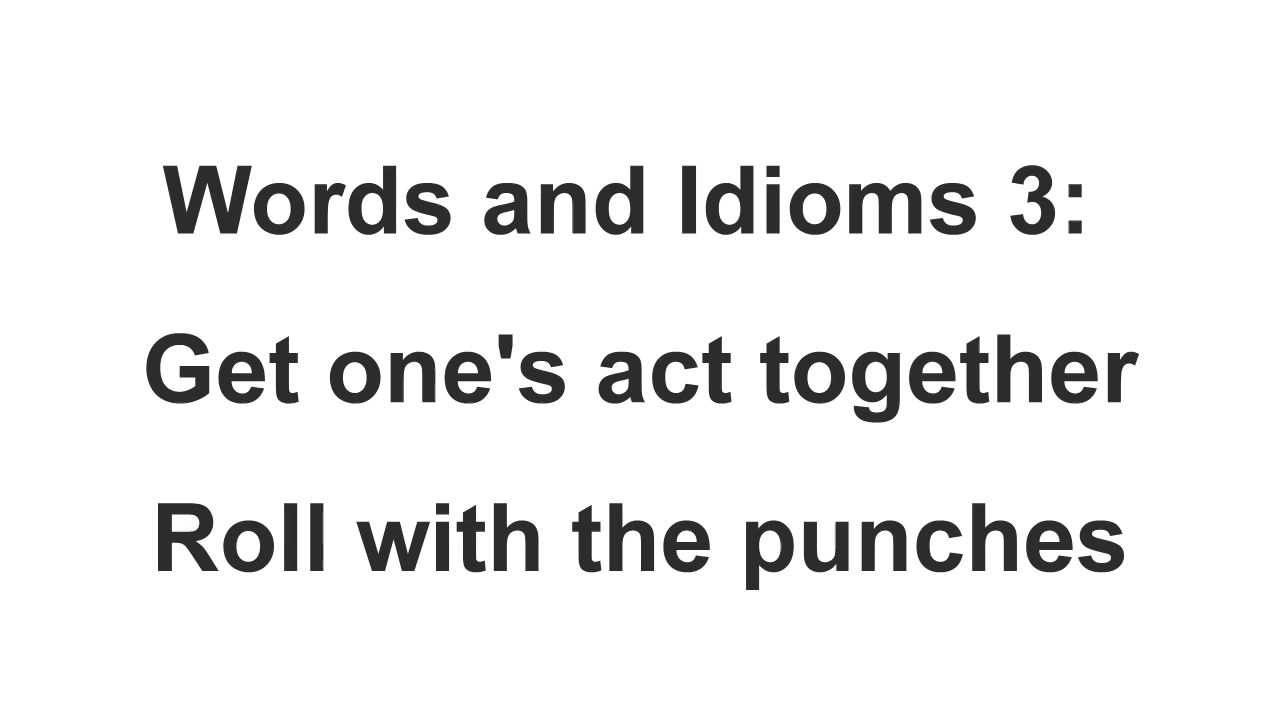 Words and Idioms 3:
Get one's act together
Roll with the punches